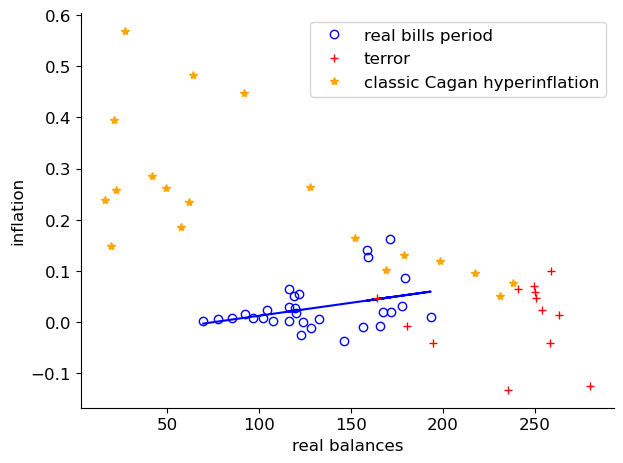 0.6
0.5
0.4
0.3
0.2
0.1
0.0
−0.1
inflation
real bills period
terror
classic Cagan hyperinflation
50
100
150
200
250
real balances